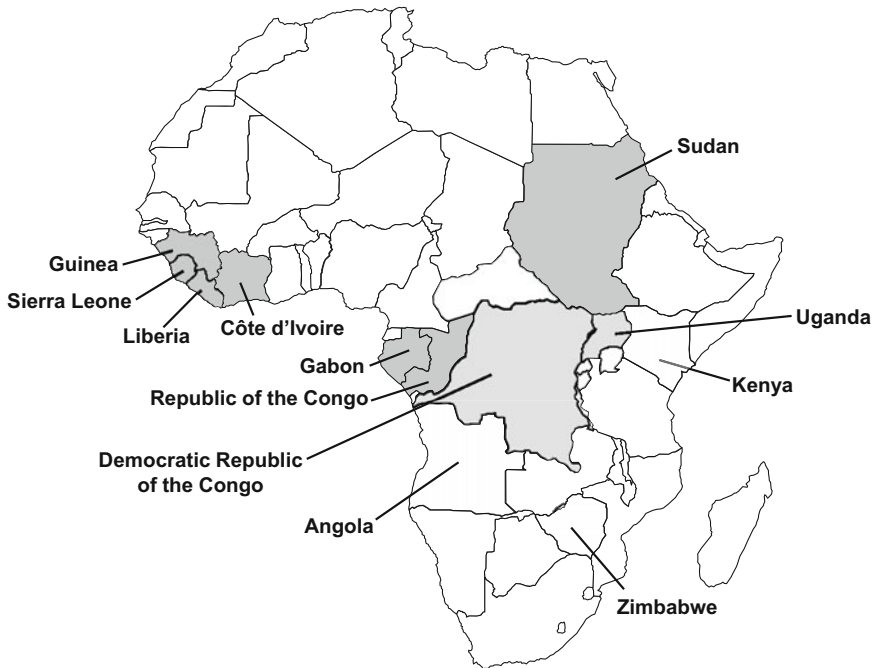 Sudan
Guinea
Sierra Leone
Liberia
Côte d'Ivoire
Uganda
Gabon
Kenya
Republic of the Congo
Democratic Republic
of the Congo
Angola
Zimbabwe